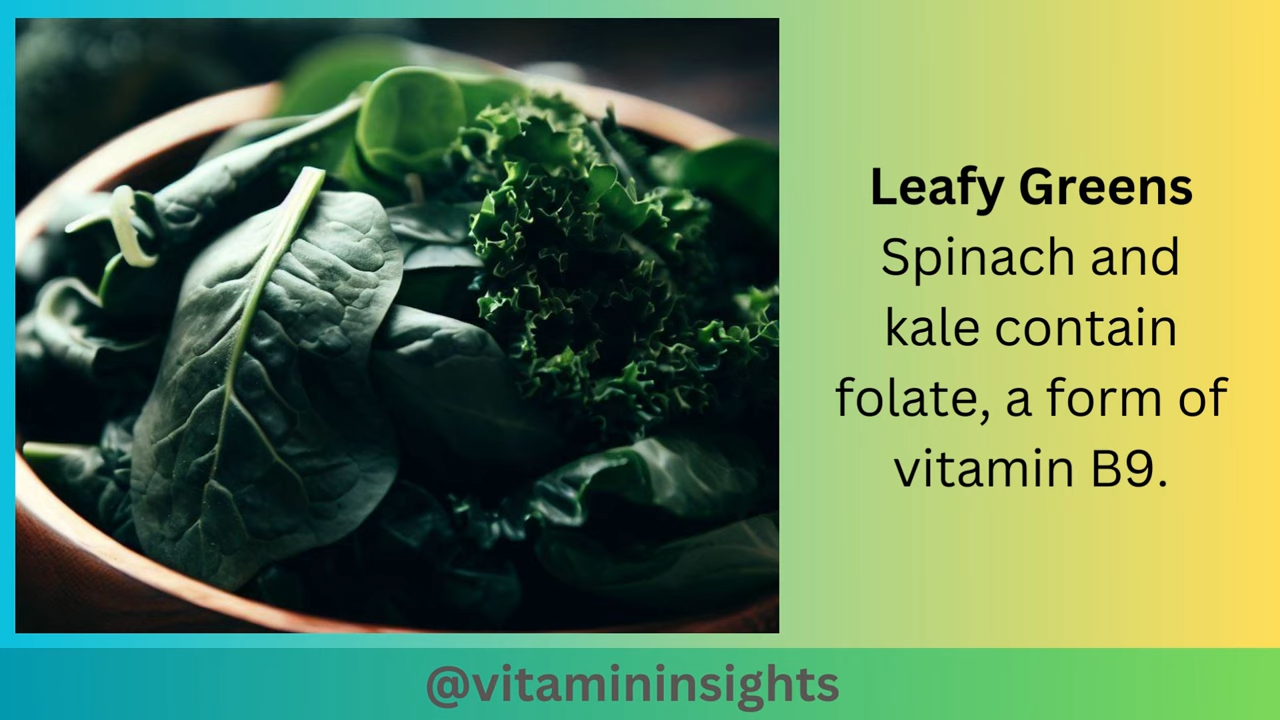 Leafy Greens
Spinach and
kale contain
folate, a form of
vitamin B9.
@vitamininsights